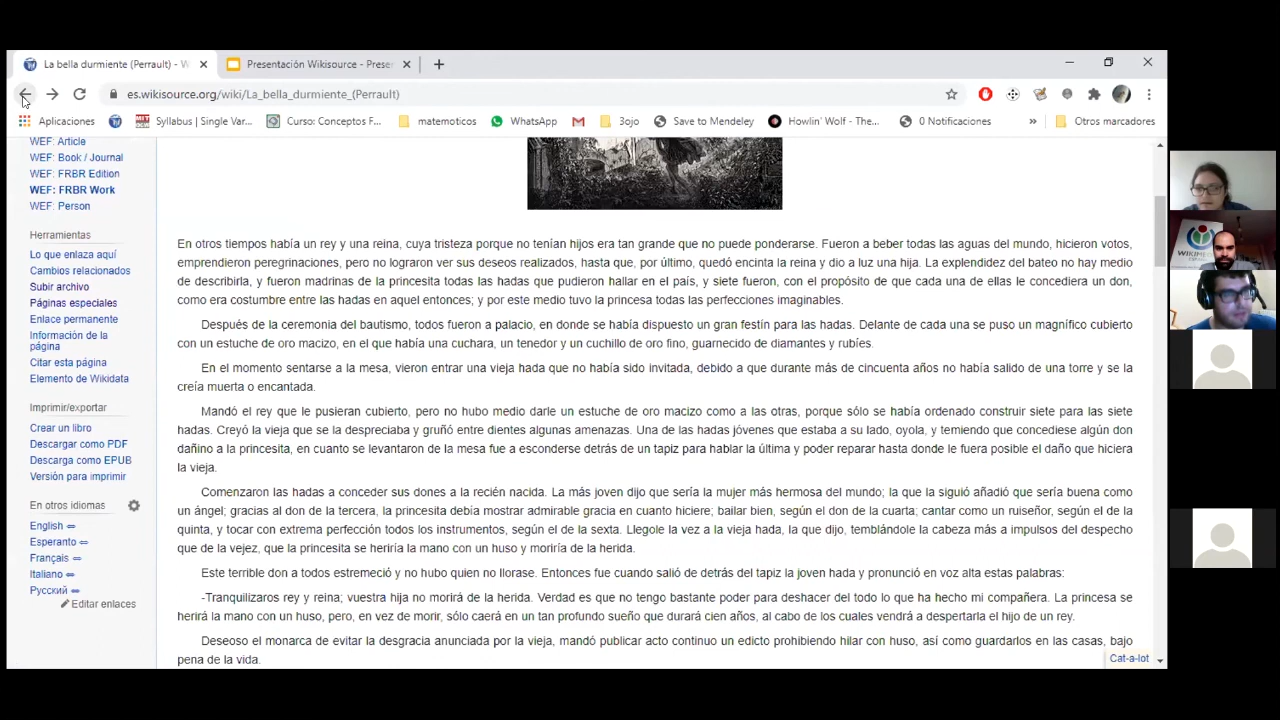 La bella durmiente (Perrault) - W
Presentación Wikisource - Preser
es.wikisource.org/wiki/La_bella_durmiente_(Perrault)
Aplicaciones
Syllabus | Single Var...
Curso: Conceptos F...
matemoticos
WhatsApp
3ojo
Save to Mendeley
Howlin' Wolf - The...
0 Notificaciones
»
Otros marcadores
WEF: Article
WEF: Book / Journal
WEF: FRBR Edition
WEF: FRBR Work
WEF: Person
Herramientas
Lo que enlaza aquí
Cambios relacionados
Subir archivo
Páginas especiales
Enlace permanente
Información de la
página
Citar esta página
Elemento de Wikidata
Imprimir/exportar
Crear un libro
Descargar como PDF
Descarga como EPUB
Versión para imprimir
En otros idiomas
English
Esperanto
Français
Italiano
Русский
Editar enlaces
En otros tiempos había un rey y una reina, cuya tristeza porque no tenían hijos era tan grande que no puede ponderarse. Fueron a beber todas las aguas del mundo, hicieron votos,
emprendieron peregrinaciones, pero no lograron ver sus deseos realizados, hasta que, por último, quedó encinta la reina y dio a luz una hija. La explendidez del bateo no hay medio
de describirla, y fueron madrinas de la princesita todas las hadas que pudieron hallar en el país, y siete fueron, con el propósito de que cada una de ellas le concediera un don,
como era costumbre entre las hadas en aquel entonces; y por este medio tuvo la princesa todas las perfecciones imaginables.
Después de la ceremonia del bautismo, todos fueron a palacio, en donde se había dispuesto un gran festín para las hadas. Delante de cada una se puso un magnífico cubierto
con un estuche de oro macizo, en el que había una cuchara, un tenedor y un cuchillo de oro fino, guarnecido de diamantes y rubíes.
En el momento sentarse a la mesa, vieron entrar una vieja hada que no había sido invitada, debido a que durante más de cincuenta años no había salido de una torre y se la
creía muerta o encantada.
Mandó el rey que le pusieran cubierto, pero no hubo medio darle un estuche de oro macizo como a las otras, porque sólo se había ordenado construir siete para las siete
hadas. Creyó la vieja que se la despreciaba y gruñó entre dientes algunas amenazas. Una de las hadas jóvenes que estaba a su lado, oyola, y temiendo que concediese algún don
dañino a la princesita, en cuanto se levantaron de la mesa fue a esconderse detrás de un tapiz para hablar la última y poder reparar hasta donde le fuera posible el daño que hiciera
la vieja.
Comenzaron las hadas a conceder sus dones a la recién nacida. La más joven dijo que sería la mujer más hermosa del mundo; la que la siguió añadió que sería buena como
un ángel; gracias al don de la tercera, la princesita debía mostrar admirable gracia en cuanto hiciere; bailar bien, según el don de la cuarta; cantar como un ruiseñor, según el de la
quinta, y tocar con extrema perfección todos los instrumentos, según el de la sexta. Llegole la vez a la vieja hada, la que dijo, temblándole la cabeza más a impulsos del despecho
que de la vejez, que la princesita se heriría la mano con un huso y moriría de la herida.
Este terrible don a todos estremeció y no hubo quien no llorase. Entonces fue cuando salió de detrás del tapiz la joven hada y pronunció en voz alta estas palabras:
-Tranquilizaros rey y reina; vuestra hija no morirá de la herida. Verdad es que no tengo bastante poder para deshacer del todo lo que ha hecho mi compañera. La princesa se
herirá la mano con un huso, pero, en vez de morir, sólo caerá en un tan profundo sueño que durará cien años, al cabo de los cuales vendrá a despertarla el hijo de un rey.
Deseoso el monarca de evitar la desgracia anunciada por la vieja, mandó publicar acto continuo un edicto prohibiendo hilar con huso, así como guardarlos en las casas, bajo
pena de la vida.
Cat-a-lot